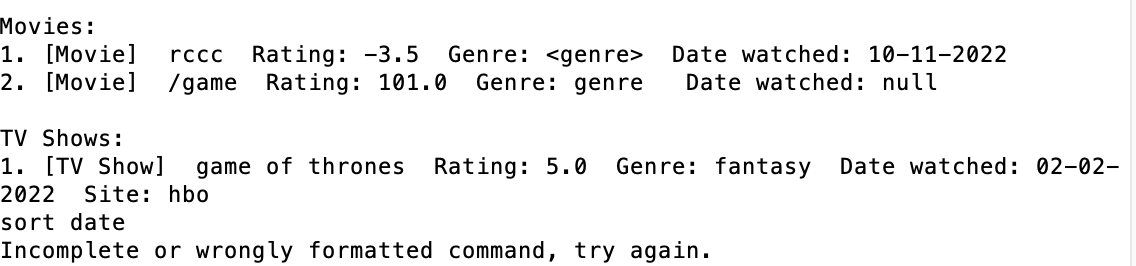 Movies:
1. [Movie]  rccc  Rating: -3.5  Genre: <genre>  Date watched: 10-11-2022
2. [Movie]  /game  Rating: 101.0  Genre: genre   Date watched: null
TV Shows:
1. [TV Show]  game of thrones  Rating: 5.0  Genre: fantasy  Date watched: 02-02-
2022  Site: hbo
sort date
Incomplete or wrongly formatted command, try again.